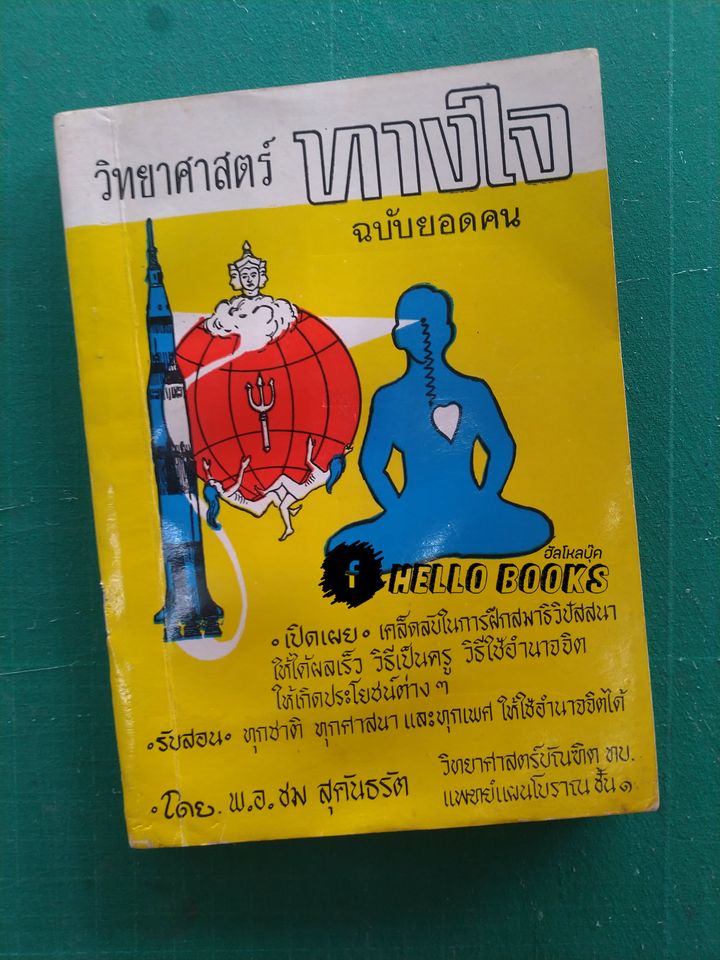 วิทยาศาสตร์ ทางใจ
ฉบับยอดคน
ฮัลโหลบุ๊ค
f HELLO BOOKS
•เปิดเผย• เคล็ดลับในการฝึกสมาธิวิปัสสนา
ให้ได้ผลเร็ว วิธีเป็นครู วิธีใช้อำนาจจิต
ให้เกิดประโยชน์ต่าง ๆ
•รับสอน• ทุกชาติ ทุกศาสนา และทุกเพศ ให้ใช้อำนาจจิตได้
•โดย. พ.อ. ชม สุคันธรัต
วิทยาศาสตร์บัณฑิต ทบ.
แพทย์แผนโบราณ ชั้น ๑